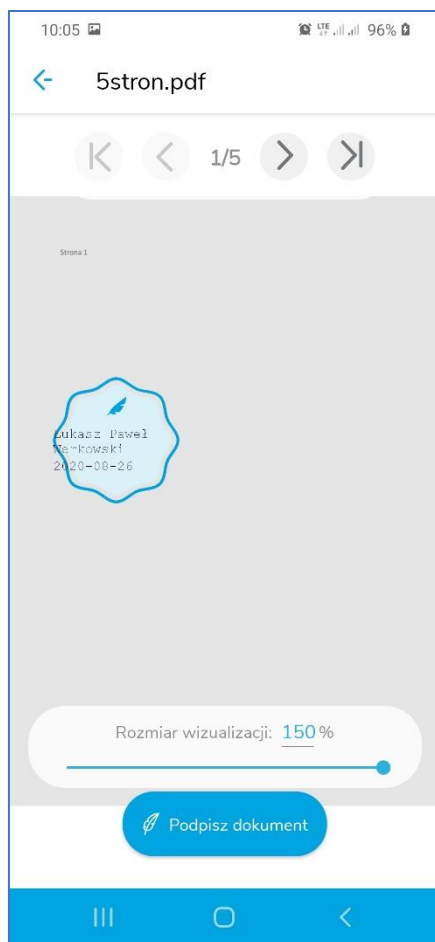 10:05 LTE 96%
5stron.pdf
1/5
Strona 1
Łukasz Paweł
2020-08-26
Rozmiar wizualizacji: 150 %
Podpisz dokument